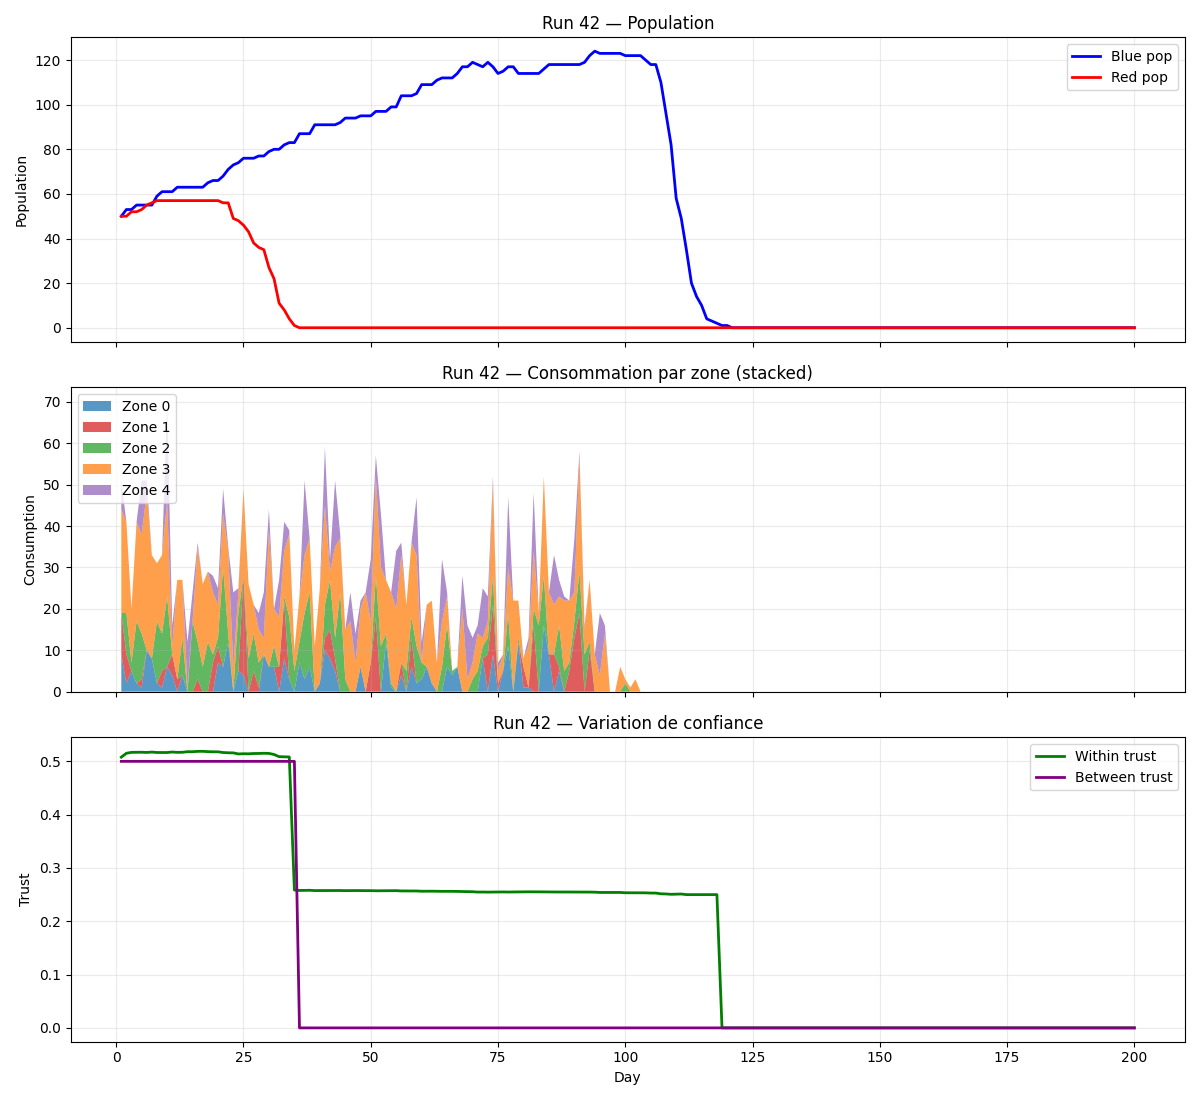 Run 42 — Population
Population
120
100
80
60
40
20
0
Blue pop
Red pop
Run 42 — Consommation par zone (stacked)
Consumption
70
60
50
40
30
20
10
0
Zone 0
Zone 1
Zone 2
Zone 3
Zone 4
Run 42 — Variation de confiance
Trust
0.5
0.4
0.3
0.2
0.1
0.0
Within trust
Between trust
0 25 50 75 100 125 150 175 200
Day